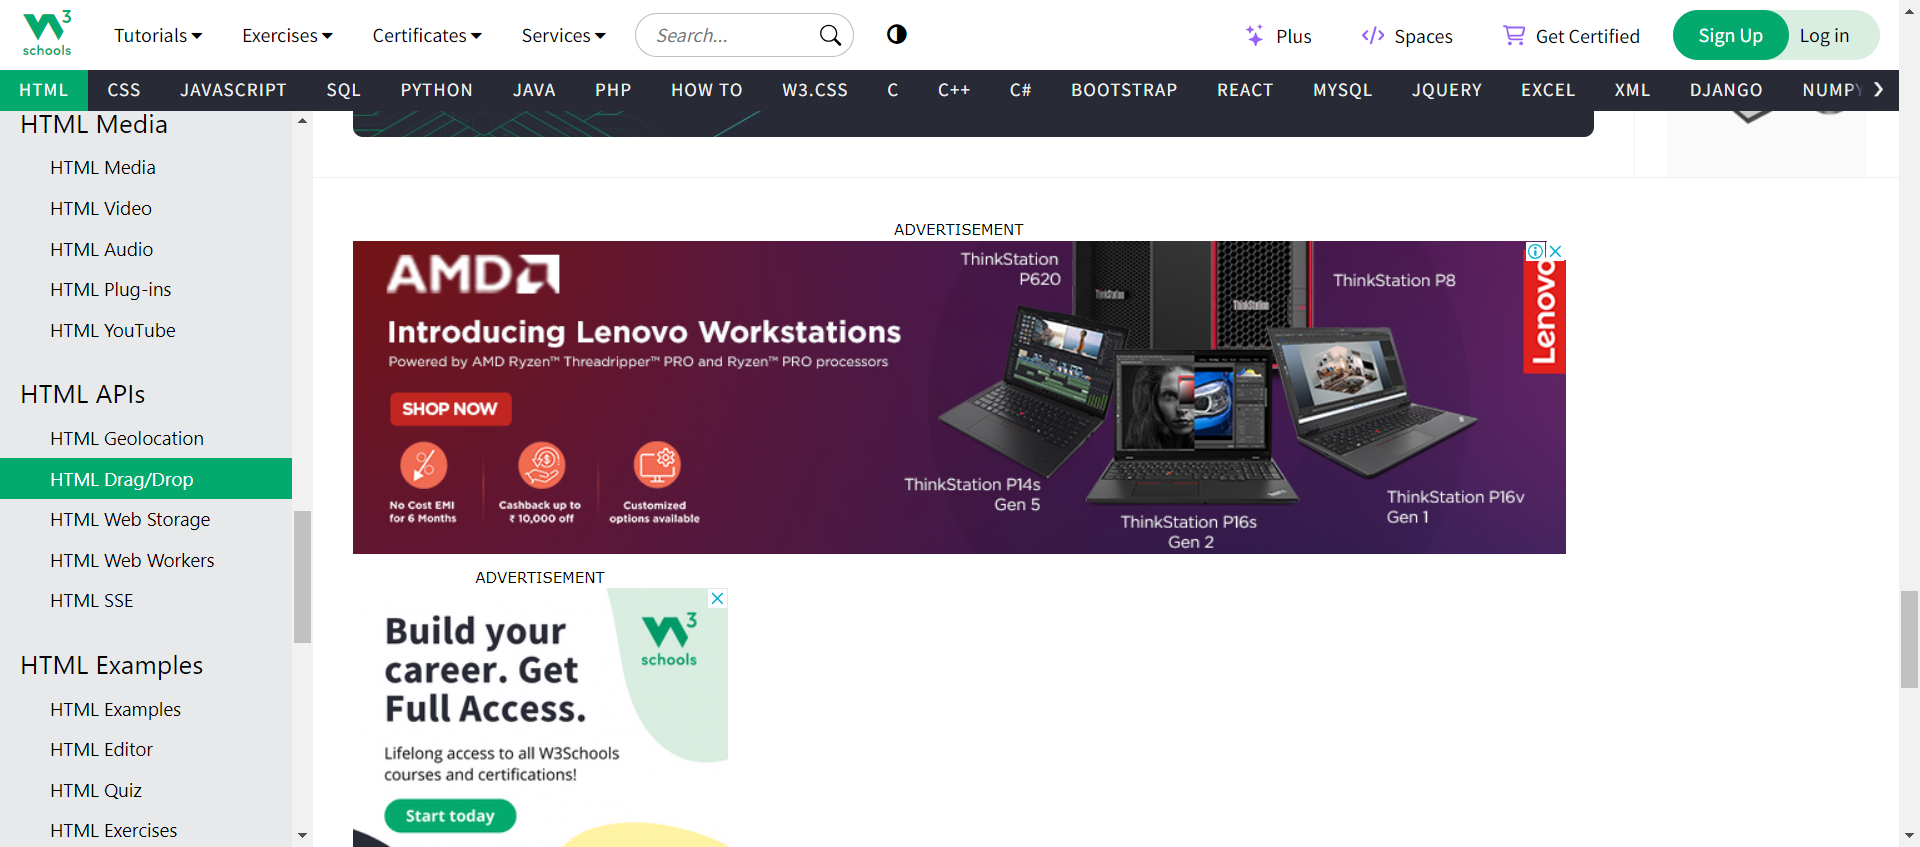 W3 schools
Tutorials
Exercises
Certificates
Services
Search...
Plus
Spaces
Get Certified
Sign Up
Log in
HTML
CSS
JAVASCRIPT
SQL
PYTHON
JAVA
PHP
HOW TO
W3.CSS
C
C++
C#
BOOTSTRAP
REACT
MYSQL
JQUERY
EXCEL
XML
DJANGO
NUMPY
HTML Media
HTML Media
HTML Video
HTML Audio
HTML Plug-ins
HTML YouTube
HTML APIs
HTML Geolocation
HTML Drag/Drop
HTML Web Storage
HTML Web Workers
HTML SSE
HTML Examples
HTML Examples
HTML Editor
HTML Quiz
HTML Exercises
ADVERTISEMENT
AMD
Introducing Lenovo Workstations
Powered by AMD Ryzen™ Threadripper™ PRO and Ryzen™ PRO processors
SHOP NOW
No Cost EMI
for 6 Months
Cashback up to
₹ 10,000 off
Customized
options available
ThinkStation
P620
ThinkStation P8
ThinkStation
ThinkStation
ThinkStation P14s
Gen 5
ThinkStation P16s
Gen 2
ThinkStation P16v
Gen 1
Lenovo
ADVERTISEMENT
Build your
career. Get
Full Access.
W3 schools
Lifelong access to all W3Schools
courses and certifications!
Start today